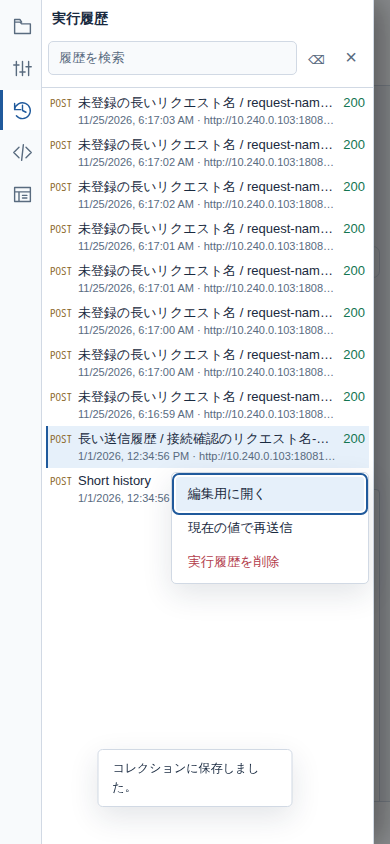 実行履歴
履歴を検索
POST 未登録の長いリクエスト名 / request-nam… 200
11/25/2026, 6:17:03 AM · http://10.240.0.103:1808…
POST 未登録の長いリクエスト名 / request-nam… 200
11/25/2026, 6:17:02 AM · http://10.240.0.103:1808…
POST 未登録の長いリクエスト名 / request-nam… 200
11/25/2026, 6:17:02 AM · http://10.240.0.103:1808…
POST 未登録の長いリクエスト名 / request-nam… 200
11/25/2026, 6:17:01 AM · http://10.240.0.103:1808…
POST 未登録の長いリクエスト名 / request-nam… 200
11/25/2026, 6:17:01 AM · http://10.240.0.103:1808…
POST 未登録の長いリクエスト名 / request-nam… 200
11/25/2026, 6:17:00 AM · http://10.240.0.103:1808…
POST 未登録の長いリクエスト名 / request-nam… 200
11/25/2026, 6:17:00 AM · http://10.240.0.103:1808…
POST 未登録の長いリクエスト名 / request-nam… 200
11/25/2026, 6:16:59 AM · http://10.240.0.103:1808…
POST 長い送信履歴 / 接続確認のリクエスト名-… 200
1/1/2026, 12:34:56 PM · http://10.240.0.103:18081…
POST Short history
1/1/2026, 12:34:56
編集用に開く
現在の値で再送信
実行履歴を削除
コレクションに保存しまし
た。